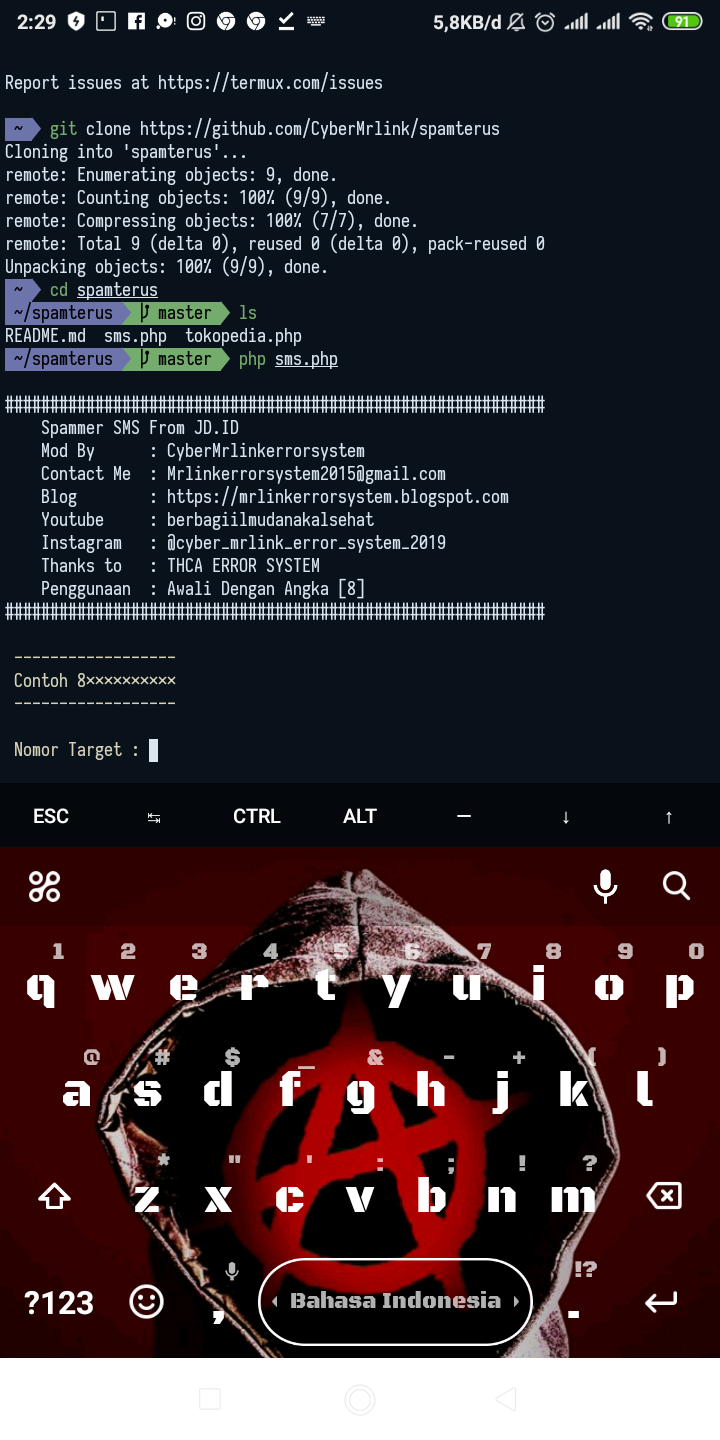 2:29 5,8KB/d 91
Report issues at https://termux.com/issues
~ git clone https://github.com/CyberMrlink/spamterus
Cloning into 'spamterus'...
remote: Enumerating objects: 9, done.
remote: Counting objects: 100% (9/9), done.
remote: Compressing objects: 100% (7/7), done.
remote: Total 9 (delta 0), reused 0 (delta 0), pack-reused 0
Unpacking objects: 100% (9/9), done.
~ cd spamterus
~/spamterus master ls
README.md  sms.php  tokopedia.php
~/spamterus master php sms.php
############################################################
Spammer SMS From JD.ID
Mod By      : CyberMrlinkerrorsystem
Contact Me  : Mrlinkerrorsystem2015@gmail.com
Blog        : https://mrlinkerrorsystem.blogspot.com
Youtube     : berbagiilmudanakalsehat
Instagram   : @cyber_mrlink_error_system_2019
Thanks to   : THCA ERROR SYSTEM
Penggunaan  : Awali Dengan Angka [8]
############################################################
------------------
Contoh 8××××××××××
------------------
Nomor Target :
ESC ↹ CTRL ALT — ↓ ↑
1 2 3 4 5 6 7 8 9 0
q w e r t y u i o p
@ # $ _ & - + ( )
a s d f g h j k l
* " ' : ; ! ?
z x c v b n m
!?
?123 , Bahasa Indonesia .